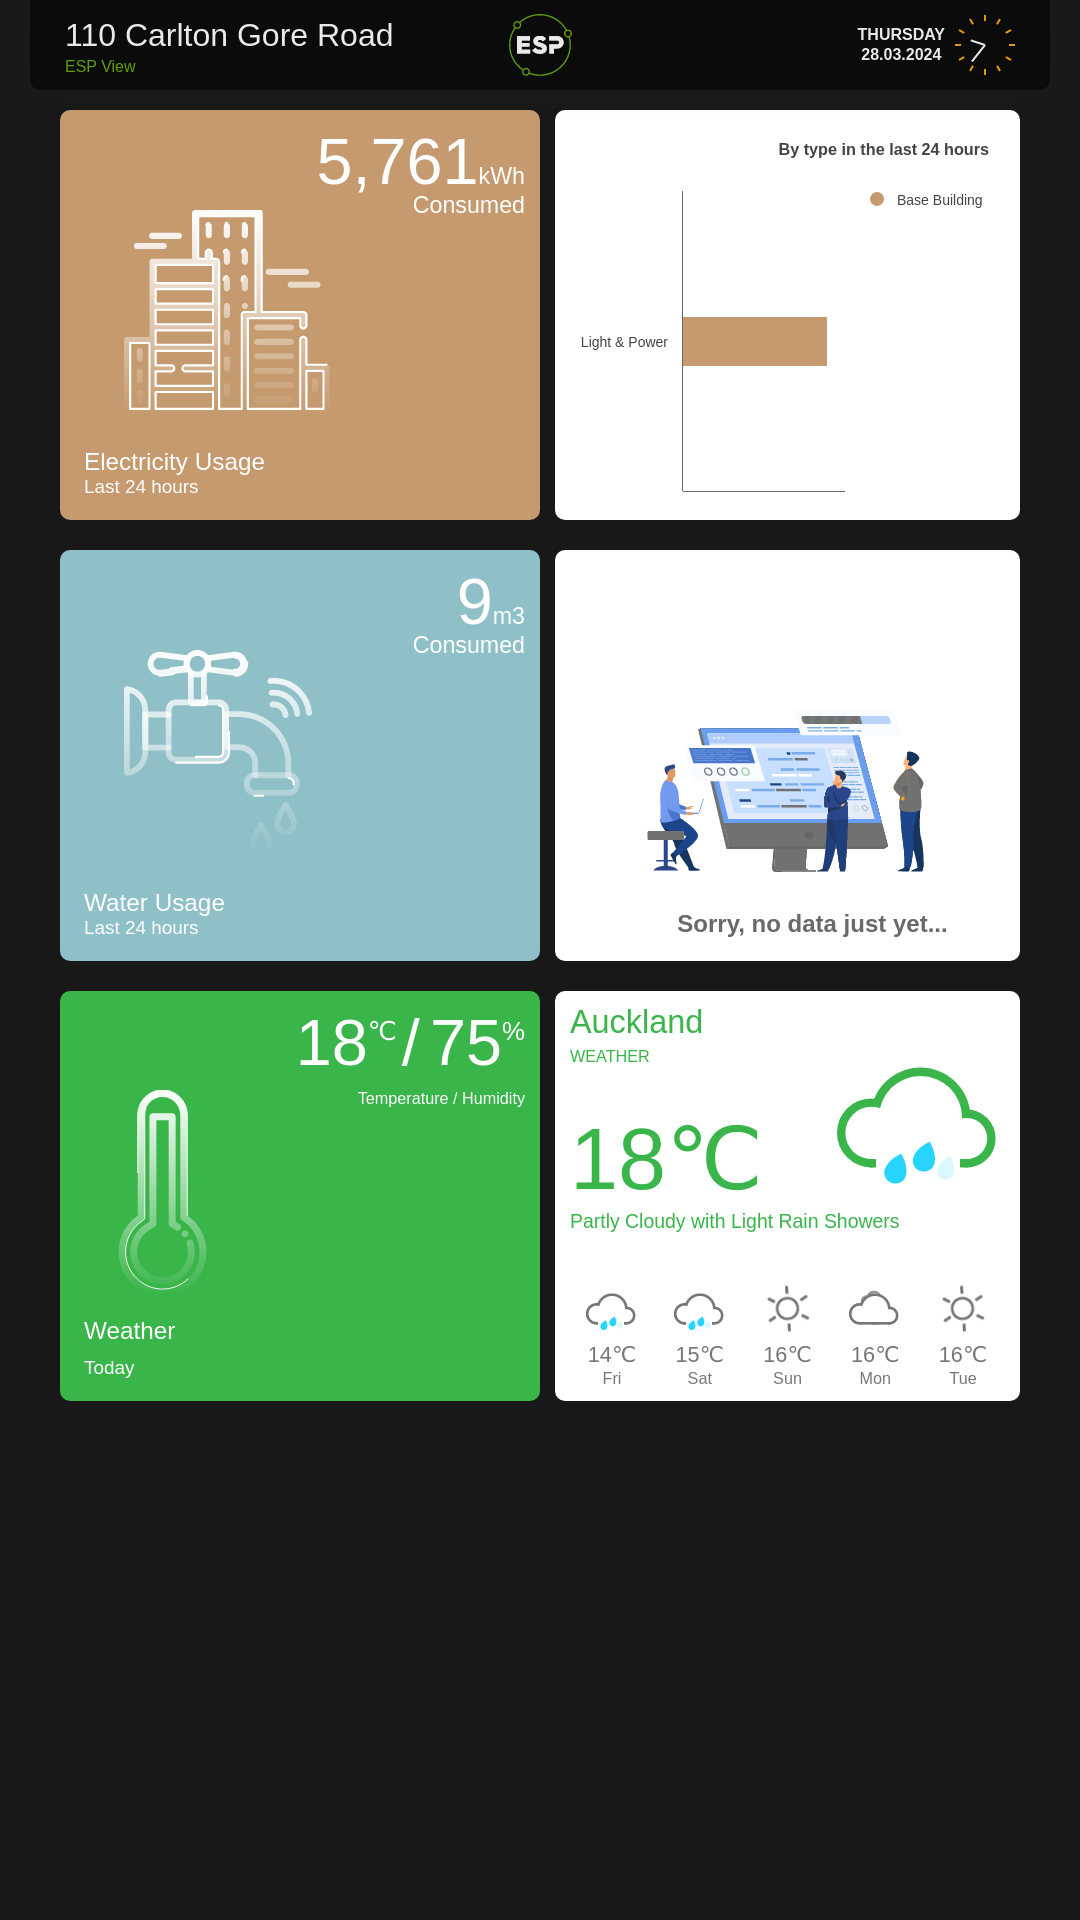 110 Carlton Gore Road
ESP View
ESP
THURSDAY
28.03.2024
5,761kWh
Consumed
Electricity Usage
Last 24 hours
By type in the last 24 hours
Base Building
Light & Power
9m3
Consumed
Water Usage
Last 24 hours
Sorry, no data just yet...
18℃/75%
Temperature / Humidity
Weather
Today
Auckland
WEATHER
18℃
Partly Cloudy with Light Rain Showers
14℃ 15℃ 16℃ 16℃ 16℃
Fri Sat Sun Mon Tue